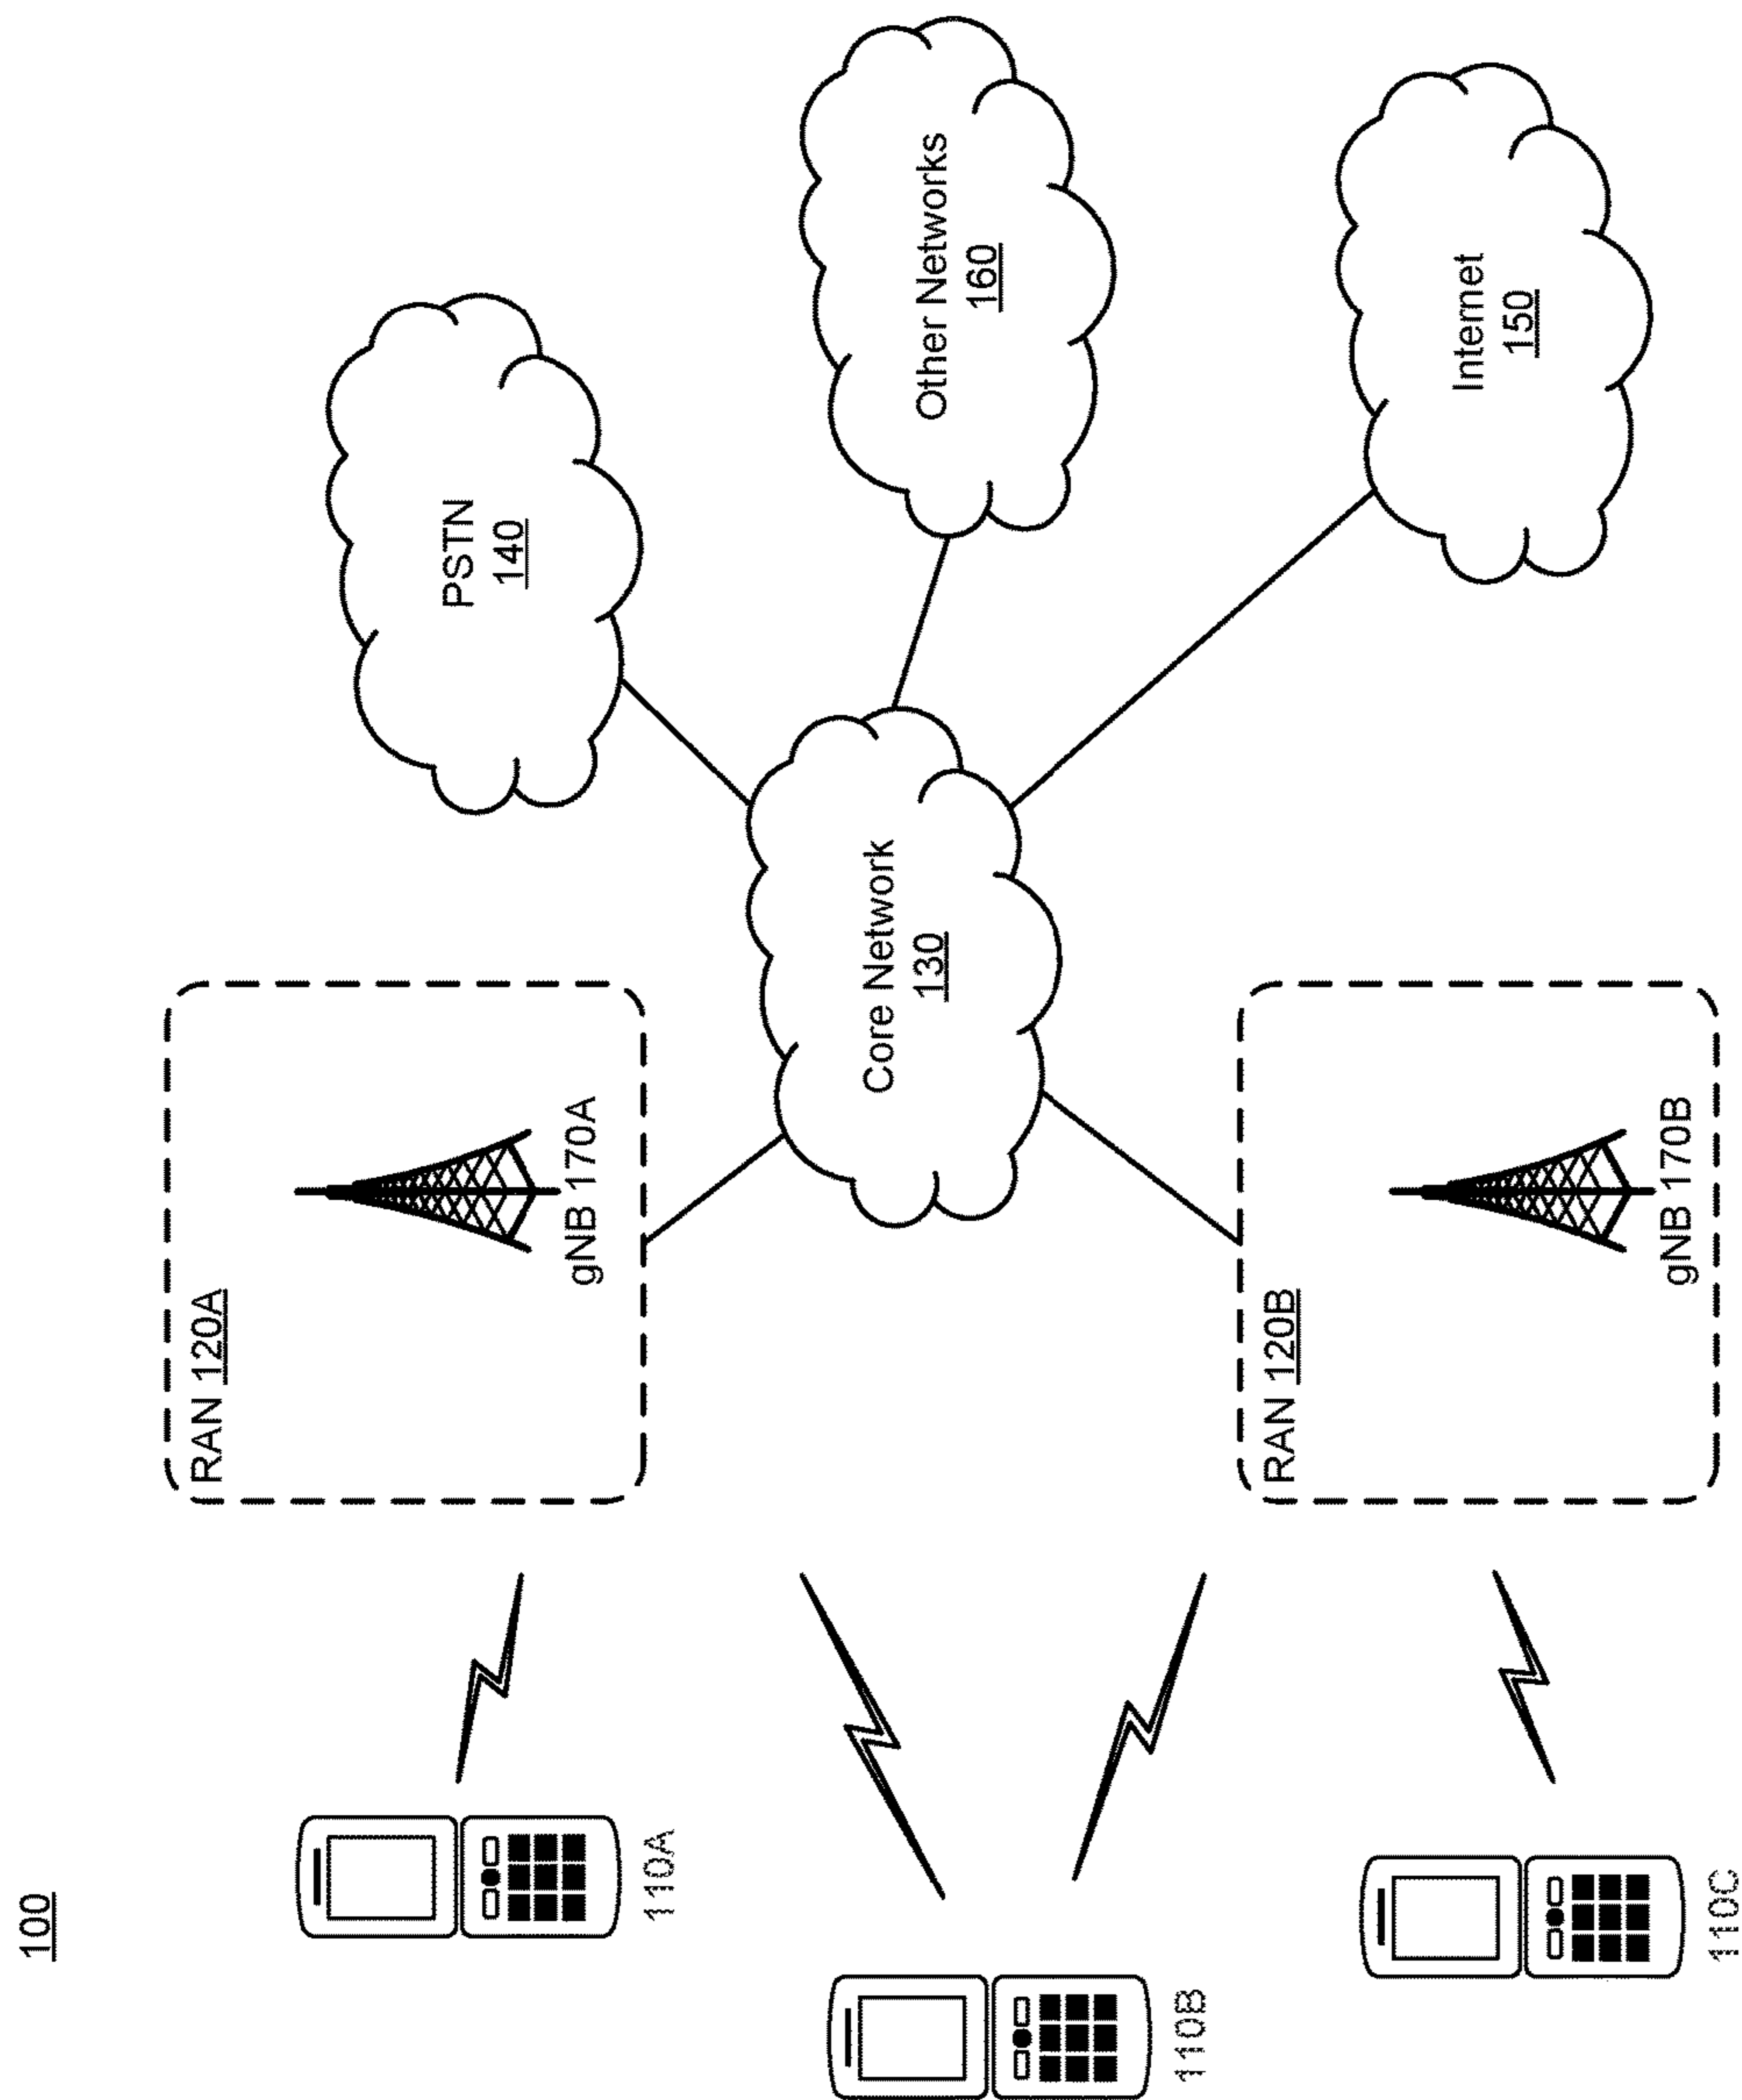 100
110A
110B
110C
RAN 120A
gNB 170A
RAN 120B
gNB 170B
Core Network
130
PSTN
140
Other Networks
160
Internet
150